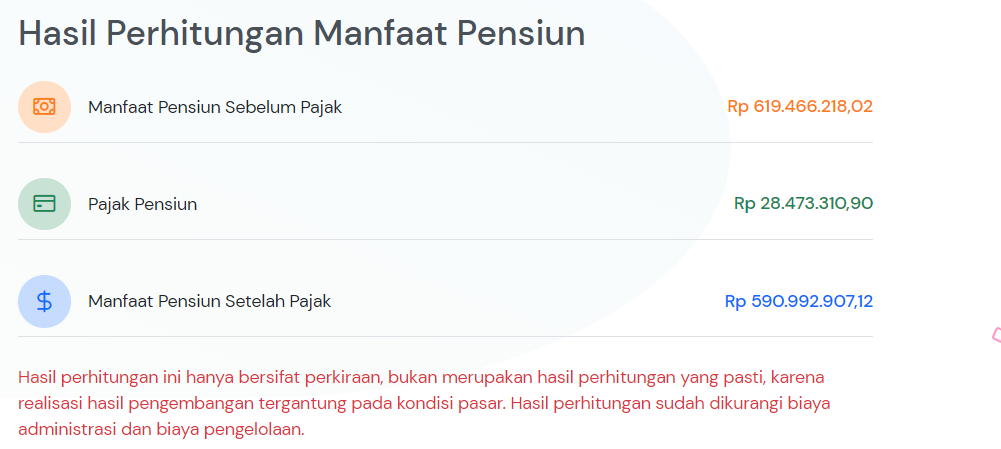 Hasil Perhitungan Manfaat Pensiun
Manfaat Pensiun Sebelum Pajak Rp 619.466.218,02
Pajak Pensiun Rp 28.473.310,90
Manfaat Pensiun Setelah Pajak Rp 590.992.907,12
Hasil perhitungan ini hanya bersifat perkiraan, bukan merupakan hasil perhitungan yang pasti, karena
realisasi hasil pengembangan tergantung pada kondisi pasar. Hasil perhitungan sudah dikurangi biaya
administrasi dan biaya pengelolaan.